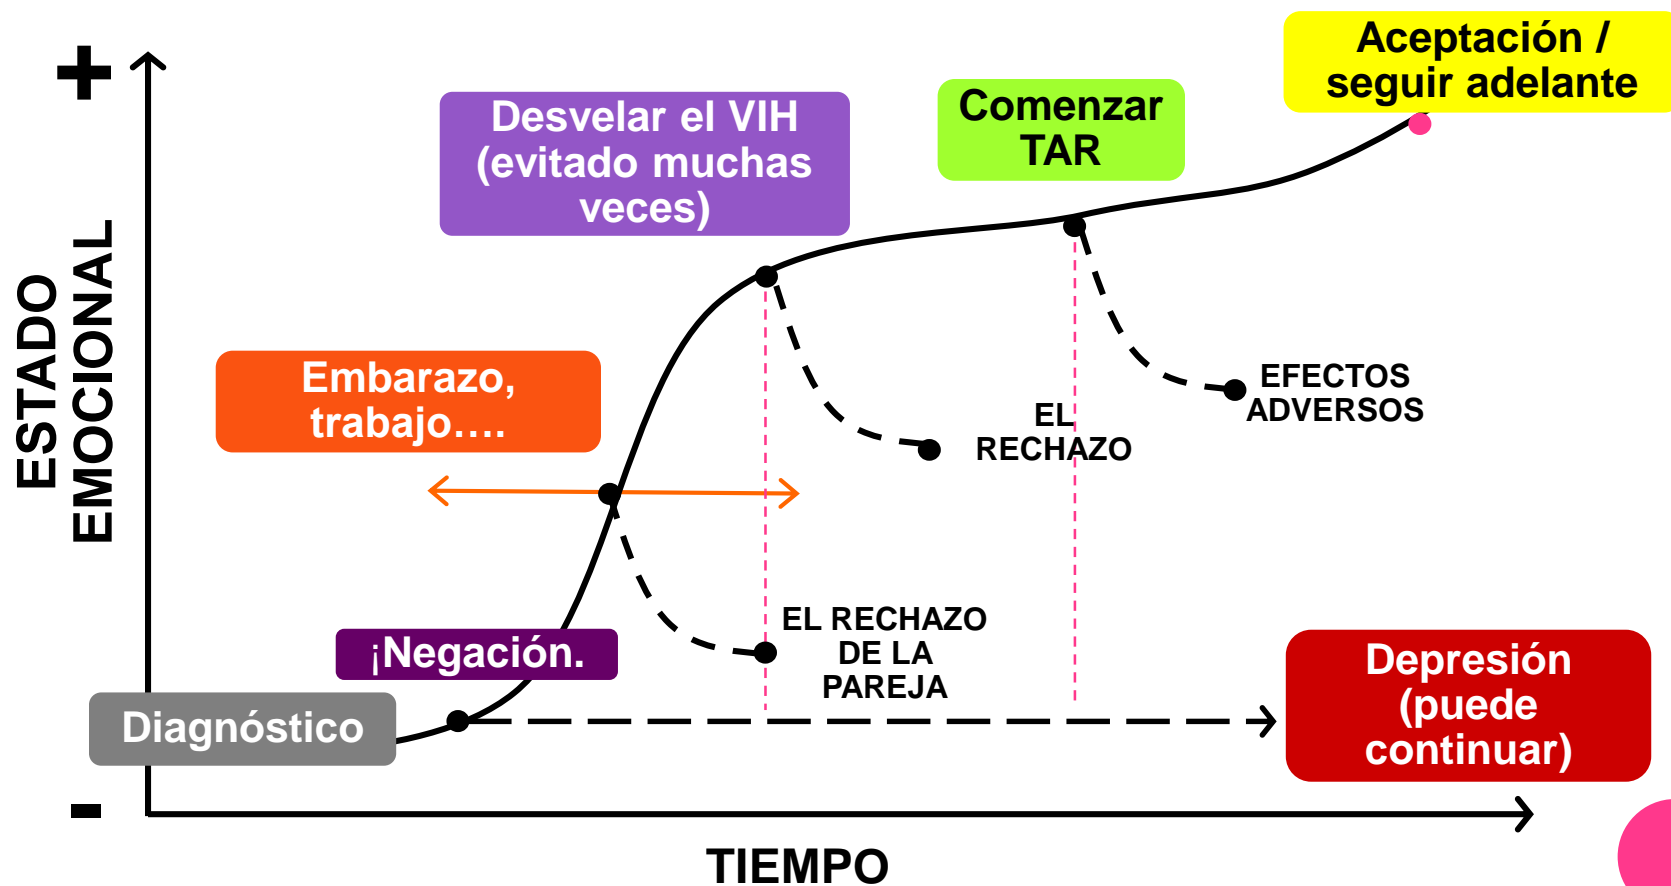 +
Aceptación /
seguir adelante
Comenzar
TAR
Desvelar el VIH
(evitado muchas
veces)
ESTADO
EMOCIONAL
Embarazo,
trabajo....
EFECTOS
ADVERSOS
EL
RECHAZO
EL RECHAZO
DE LA
PAREJA
¡Negación.
Diagnóstico
Depresión
(puede
continuar)
-
TIEMPO